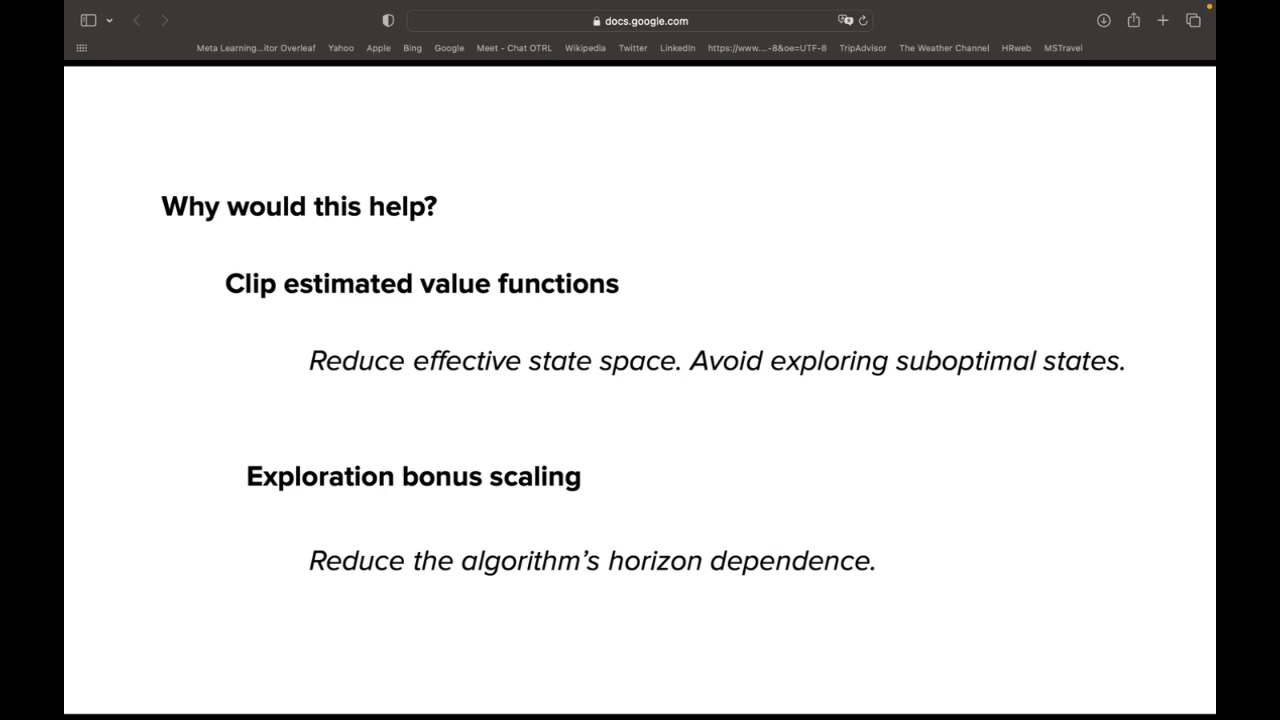 docs.google.com
Meta Learning...itor Overleaf Yahoo Apple Bing Google Meet - Chat OTRL Wikipedia Twitter LinkedIn https://www....-8&oe=UTF-8 TripAdvisor The Weather Channel HRweb MSTravel
Why would this help?
Clip estimated value functions
Reduce effective state space. Avoid exploring suboptimal states.
Exploration bonus scaling
Reduce the algorithm’s horizon dependence.